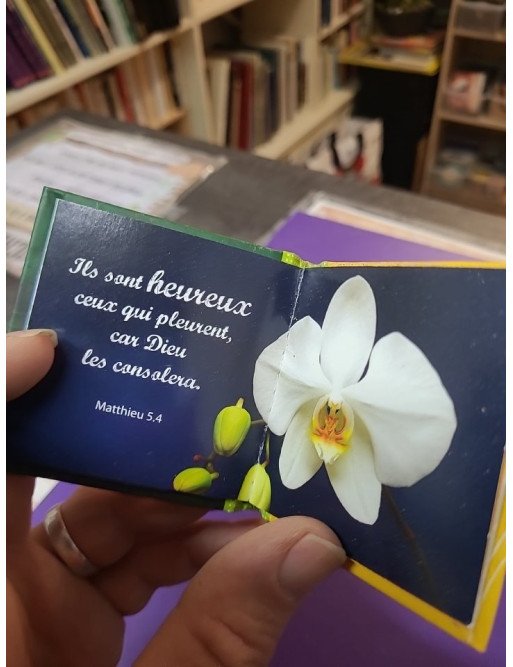 Ils sont heureux
ceux qui pleurent,
car Dieu
les consolera.
Matthieu 5.4